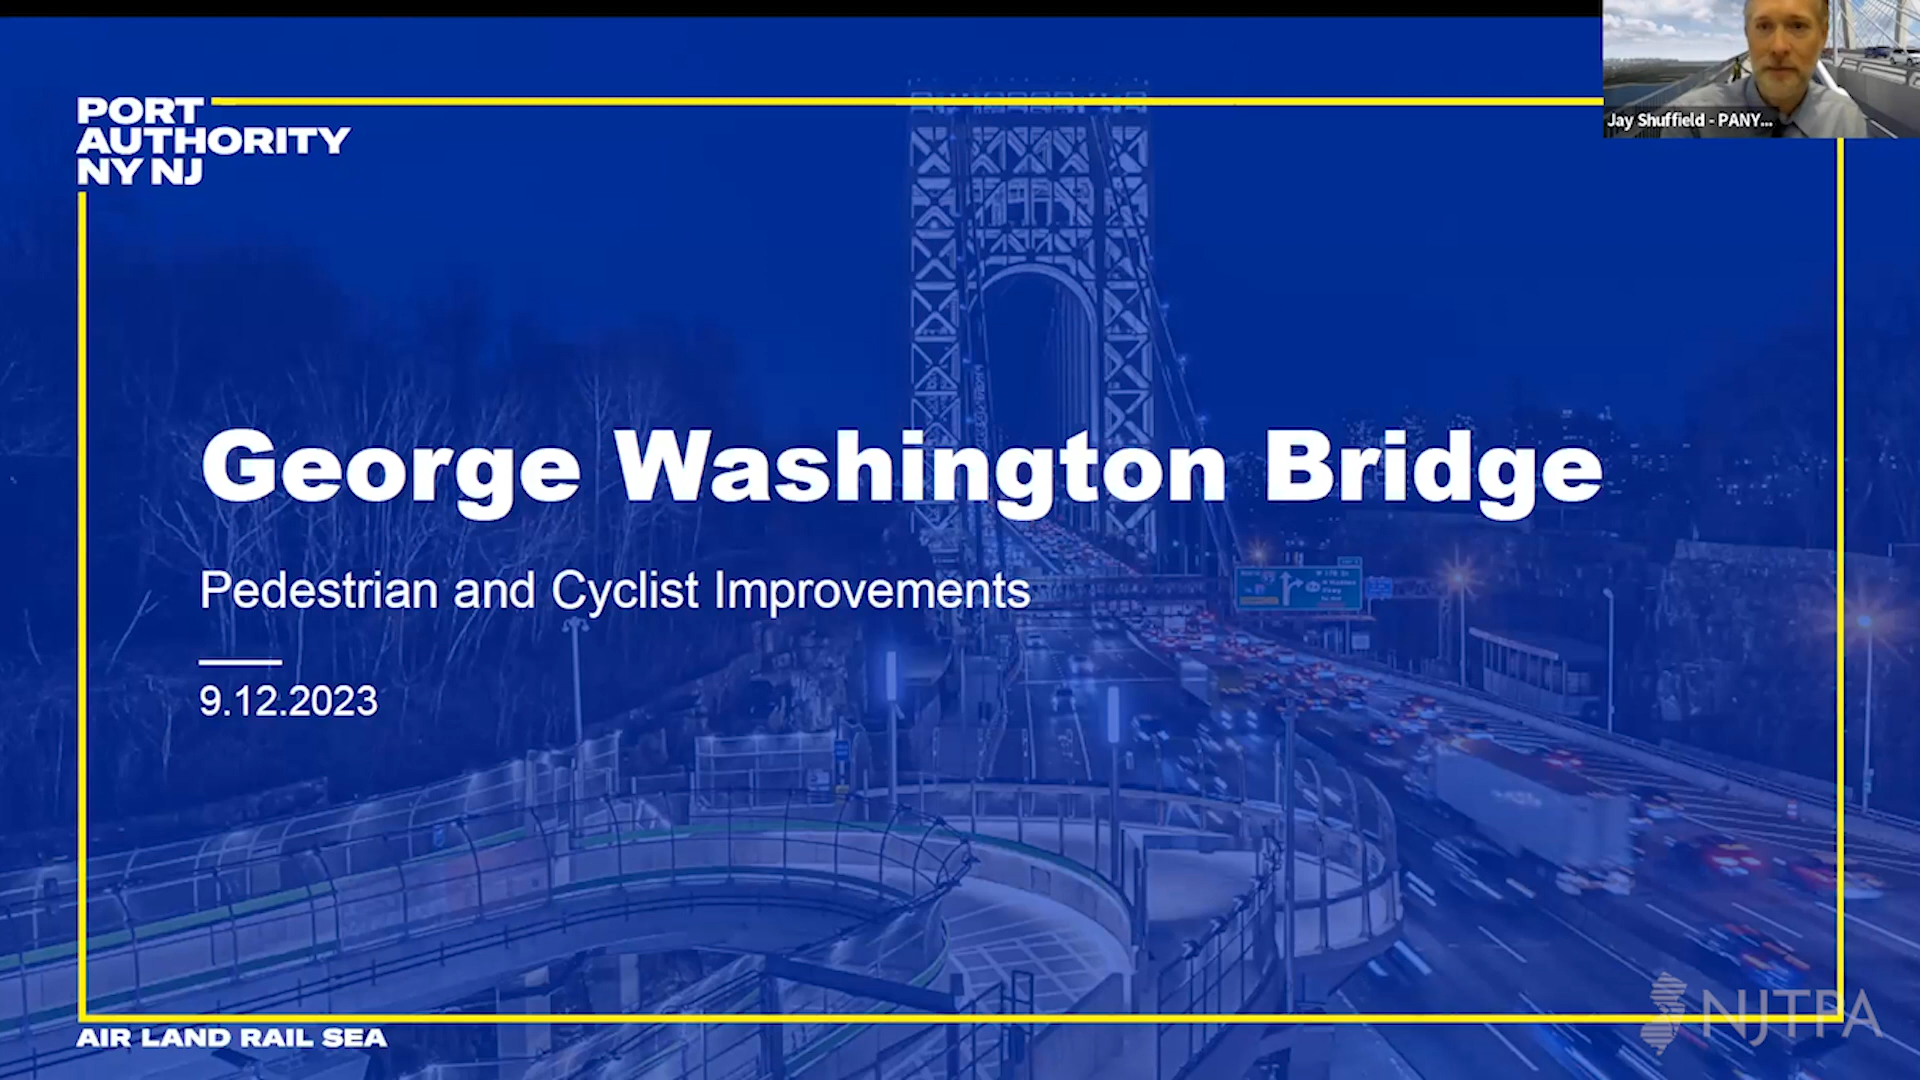 PORT
AUTHORITY
NY NJ
Jay Shuffield - PANY...
George Washington Bridge
Pedestrian and Cyclist Improvements
9.12.2023
AIR LAND RAIL SEA
NJTPA